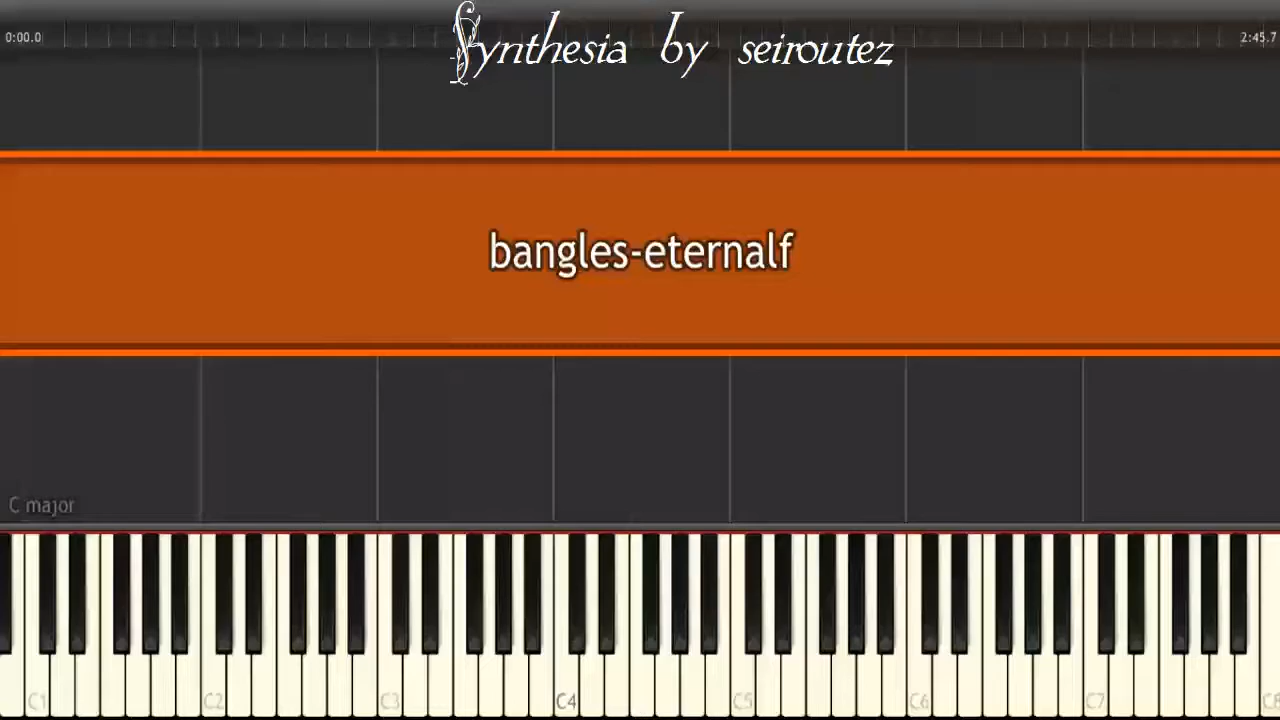 Synthesia by seiroutez
0:00.0
2:45.7
bangles-eternalf
C major
C1 C2 C3 C4 C5 C6 C7 C8